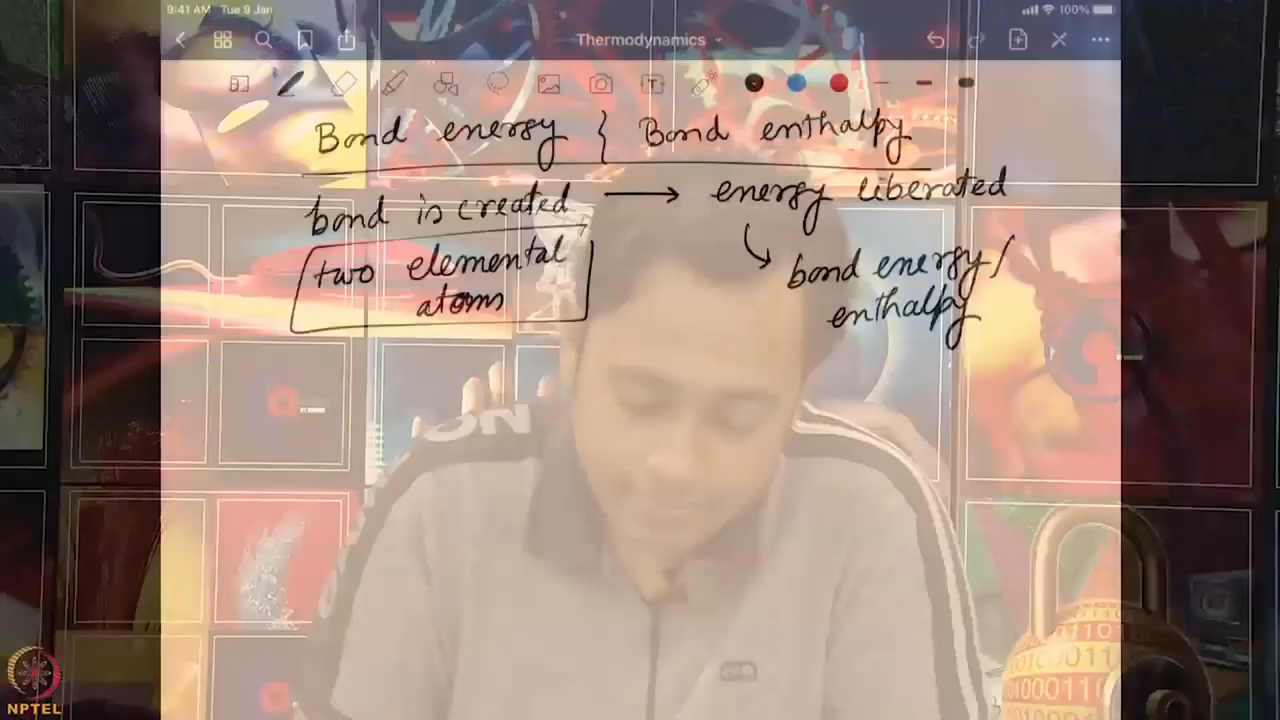 9:41 AM Tue 9 Jan
100%
Thermodynamics
Bond energy } Bond enthalpy
bond is created → energy liberated
two elemental
atoms
bond energy/
enthalpy
ON
NPTEL